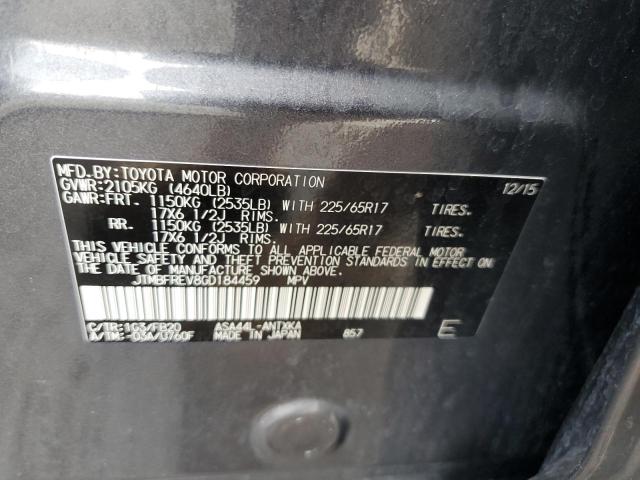 MFD.BY:TOYOTA MOTOR CORPORATION 12/15
GVWR:2105KG (4640LB)
GAWR:FRT. 1150KG (2535LB) WITH 225/65R17 TIRES.
17X6 1/2J RIMS.
RR. 1150KG (2535LB) WITH 225/65R17 TIRES.
17X6 1/2J RIMS.
THIS VEHICLE CONFORMS TO ALL APPLICABLE FEDERAL MOTOR
VEHICLE SAFETY AND THEFT PREVENTION STANDARDS IN EFFECT ON
THE DATE OF MANUFACTURE SHOWN ABOVE.
JTMBFREV8GD184459 MPV
C/TR:1G3/FB20 ASA44L-ANTXKA E
A/TM:-03A/U760F MADE IN JAPAN 857